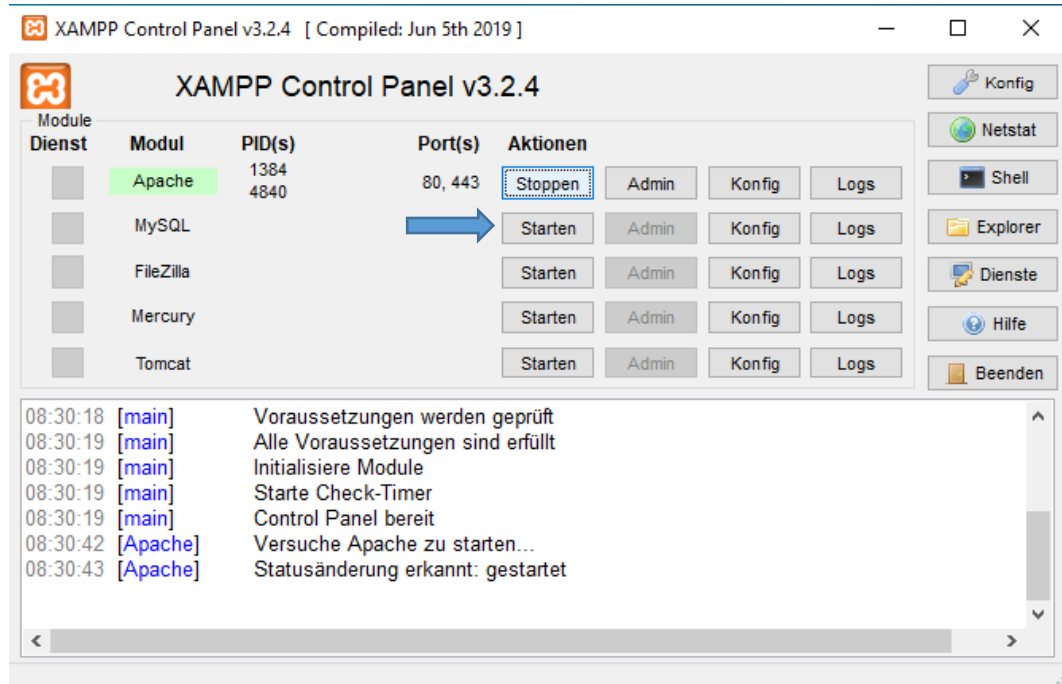 XAMPP Control Panel v3.2.4 [ Compiled: Jun 5th 2019 ]
XAMPP Control Panel v3.2.4
Konfig
Module
Dienst Modul PID(s) Port(s) Aktionen
Netstat
Apache 1384 4840 80, 443 Stoppen Admin Konfig Logs
Shell
MySQL Starten Admin Konfig Logs
Explorer
FileZilla Starten Admin Konfig Logs
Dienste
Mercury Starten Admin Konfig Logs
Hilfe
Tomcat Starten Admin Konfig Logs
Beenden
08:30:18 [main] Voraussetzungen werden geprüft
08:30:19 [main] Alle Voraussetzungen sind erfüllt
08:30:19 [main] Initialisiere Module
08:30:19 [main] Starte Check-Timer
08:30:19 [main] Control Panel bereit
08:30:42 [Apache] Versuche Apache zu starten...
08:30:43 [Apache] Statusänderung erkannt: gestartet